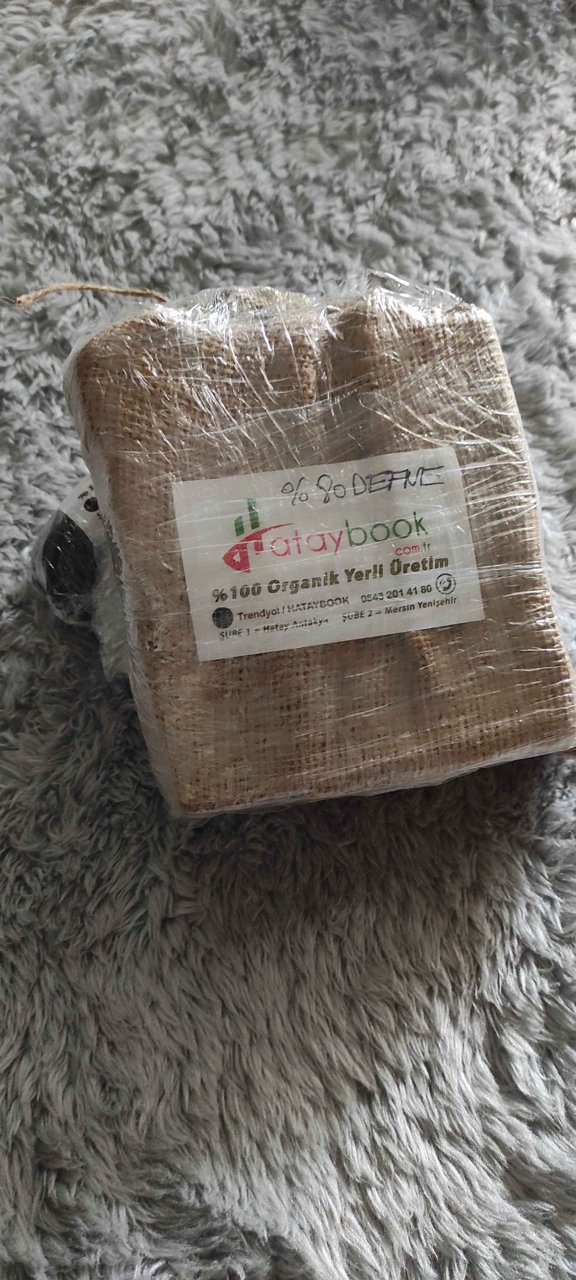 % 80 DEFNE
Hataybook
com.tr
%100 Organik Yerli Üretim
Trendyol / HATAYBOOK 0543 201 41 80
ŞUBE 1 = Hatay Antakya ŞUBE 2 = Mersin Yenişehir